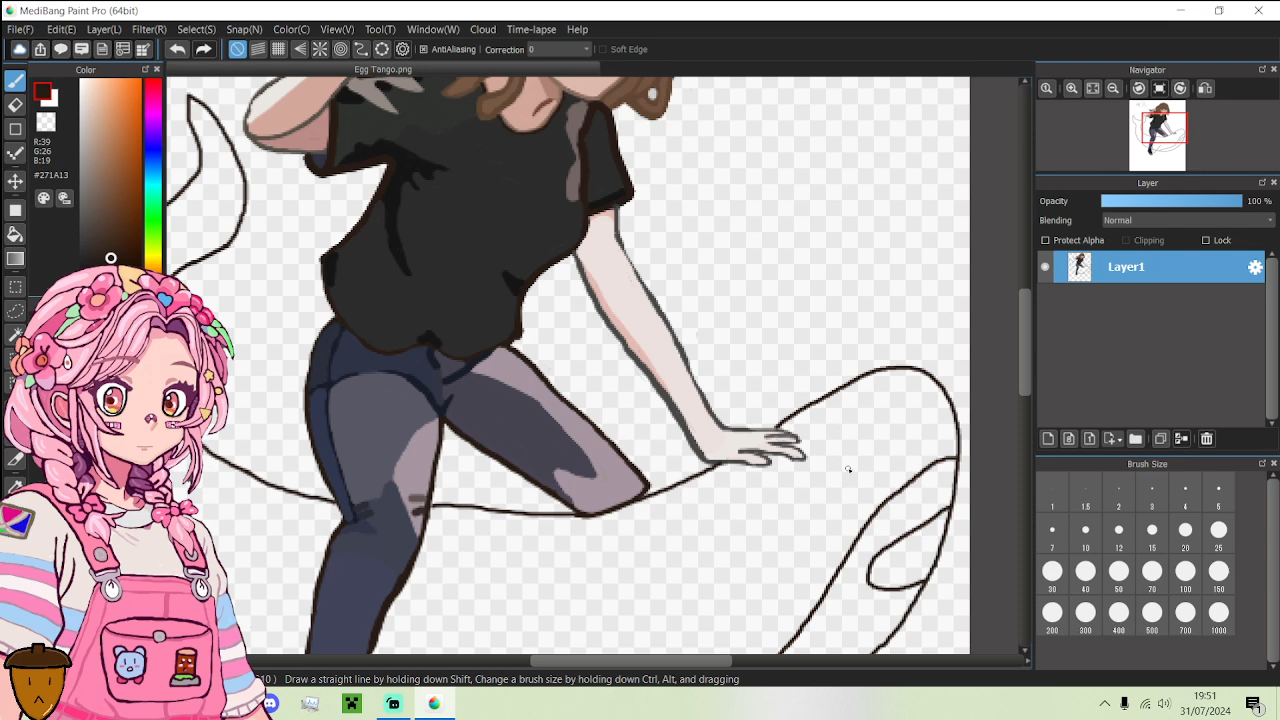 MediBang Paint Pro (64bit)
File(F) Edit(E) Layer(L) Filter(R) Select(S) Snap(N) Color(C) View(V) Tool(T) Window(W) Cloud Time-lapse Help
AntiAliasing Correction 0 Soft Edge
Color
Egg Tango.png
Navigator
R:39
G:26
B:19
#271A13
Layer
Opacity 100 %
Blending Normal
Protect Alpha Clipping Lock
Layer1
Brush Size
1 1.5 2 3 4 5
7 10 12 15 20 25
30 40 50 70 100 150
200 300 400 500 700 1000
10 ) Draw a straight line by holding down Shift, Change a brush size by holding down Ctrl, Alt, and dragging
19:51
31/07/2024
1